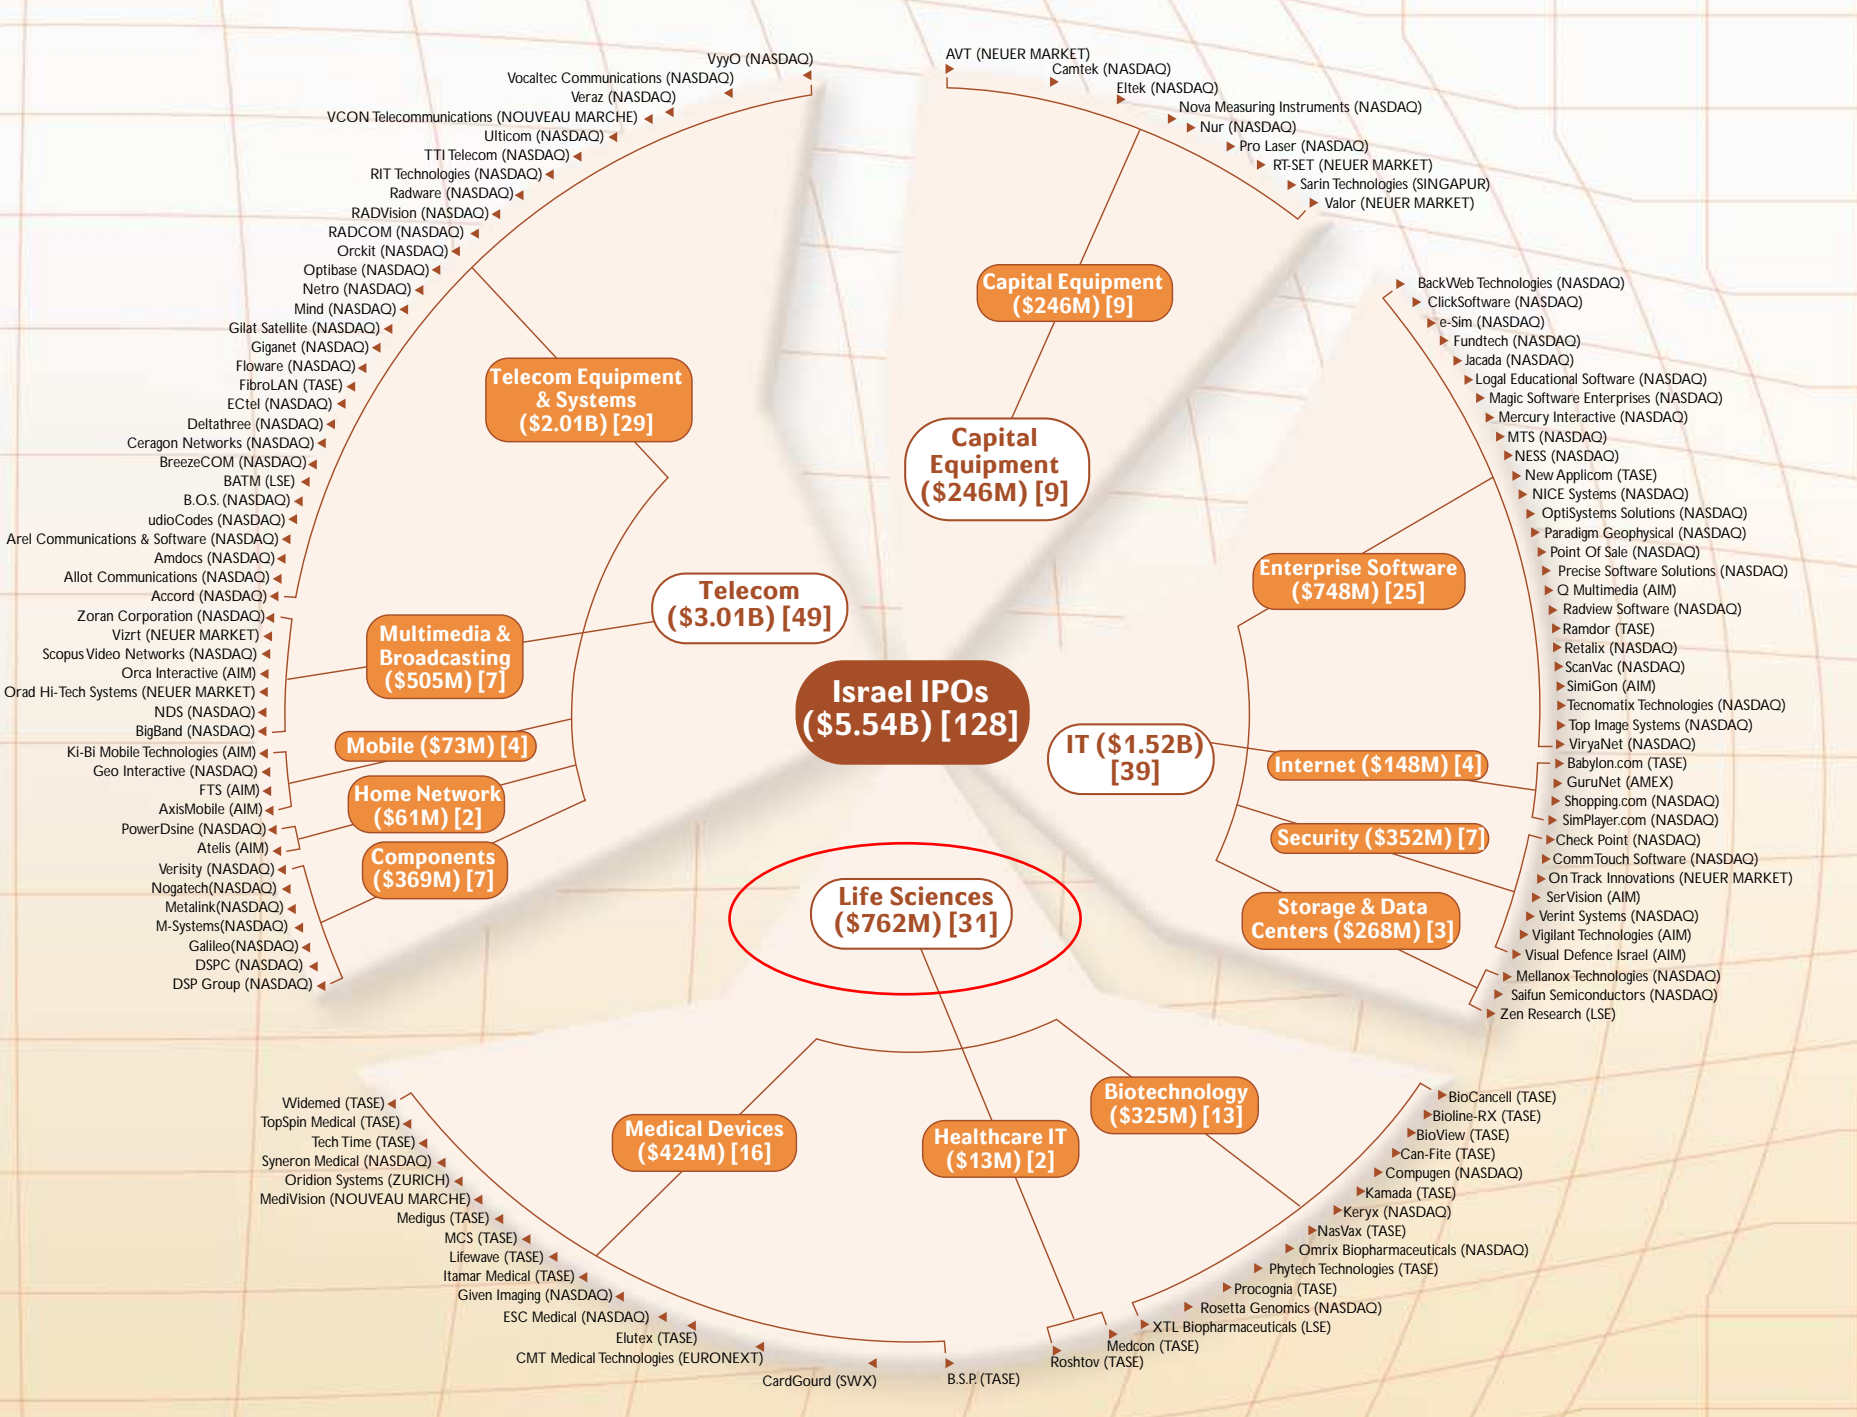 VyyO (NASDAQ)
Vocaltec Communications (NASDAQ)
Veraz (NASDAQ)
VCON Telecommunications (NOUVEAU MARCHE)
Ulticom (NASDAQ)
TTI Telecom (NASDAQ)
RIT Technologies (NASDAQ)
Radware (NASDAQ)
RADVision (NASDAQ)
RADCOM (NASDAQ)
Orckit (NASDAQ)
Optibase (NASDAQ)
Netro (NASDAQ)
Mind (NASDAQ)
Gilat Satellite (NASDAQ)
Giganet (NASDAQ)
Floware (NASDAQ)
FibroLAN (TASE)
ECtel (NASDAQ)
Deltathree (NASDAQ)
Ceragon Networks (NASDAQ)
BreezeCOM (NASDAQ)
BATM (LSE)
B.O.S. (NASDAQ)
udioCodes (NASDAQ)
Arel Communications & Software (NASDAQ)
Amdocs (NASDAQ)
Allot Communications (NASDAQ)
Accord (NASDAQ)
Zoran Corporation (NASDAQ)
Vizrt (NEUER MARKET)
Scopus Video Networks (NASDAQ)
Orca Interactive (AIM)
Orad Hi-Tech Systems (NEUER MARKET)
NDS (NASDAQ)
BigBand (NASDAQ)
Ki-Bi Mobile Technologies (AIM)
Geo Interactive (NASDAQ)
FTS (AIM)
AxisMobile (AIM)
PowerDsine (NASDAQ)
Atelis (AIM)
Verisity (NASDAQ)
Nogatech(NASDAQ)
Metalink(NASDAQ)
M-Systems(NASDAQ)
Galileo(NASDAQ)
DSPC (NASDAQ)
DSP Group (NASDAQ)
Telecom Equipment
& Systems
($2.01B) [29]
Telecom
($3.01B) [49]
Multimedia &
Broadcasting
($505M) [7]
Mobile ($73M) [4]
Home Network
($61M) [2]
Components
($369M) [7]
AVT (NEUER MARKET)
Camtek (NASDAQ)
Eltek (NASDAQ)
Nova Measuring Instruments (NASDAQ)
Nur (NASDAQ)
Pro Laser (NASDAQ)
RT-SET (NEUER MARKET)
Sarin Technologies (SINGAPUR)
Valor (NEUER MARKET)
Capital Equipment
($246M) [9]
Capital
Equipment
($246M) [9]
Israel IPOs
($5.54B) [128]
BackWeb Technologies (NASDAQ)
ClickSoftware (NASDAQ)
e-Sim (NASDAQ)
Fundtech (NASDAQ)
Jacada (NASDAQ)
Logal Educational Software (NASDAQ)
Magic Software Enterprises (NASDAQ)
Mercury Interactive (NASDAQ)
MTS (NASDAQ)
NESS (NASDAQ)
New Applicom (TASE)
NICE Systems (NASDAQ)
OptiSystems Solutions (NASDAQ)
Paradigm Geophysical (NASDAQ)
Point Of Sale (NASDAQ)
Precise Software Solutions (NASDAQ)
Q Multimedia (AIM)
Radview Software (NASDAQ)
Ramdor (TASE)
Retalix (NASDAQ)
ScanVac (NASDAQ)
SimiGon (AIM)
Tecnomatix Technologies (NASDAQ)
Top Image Systems (NASDAQ)
ViryaNet (NASDAQ)
Babylon.com (TASE)
GuruNet (AMEX)
Shopping.com (NASDAQ)
SimPlayer.com (NASDAQ)
Check Point (NASDAQ)
CommTouch Software (NASDAQ)
On Track Innovations (NEUER MARKET)
SerVision (AIM)
Verint Systems (NASDAQ)
Vigilant Technologies (AIM)
Visual Defence Israel (AIM)
Mellanox Technologies (NASDAQ)
Saifun Semiconductors (NASDAQ)
Zen Research (LSE)
Enterprise Software
($748M) [25]
IT ($1.52B)
[39]
Internet ($148M) [4]
Security ($352M) [7]
Storage & Data
Centers ($268M) [3]
Life Sciences
($762M) [31]
Medical Devices
($424M) [16]
Healthcare IT
($13M) [2]
Biotechnology
($325M) [13]
Widemed (TASE)
TopSpin Medical (TASE)
Tech Time (TASE)
Syneron Medical (NASDAQ)
Oridion Systems (ZURICH)
MediVision (NOUVEAU MARCHE)
Medigus (TASE)
MCS (TASE)
Lifewave (TASE)
Itamar Medical (TASE)
Given Imaging (NASDAQ)
ESC Medical (NASDAQ)
Elutex (TASE)
CMT Medical Technologies (EURONEXT)
CardGourd (SWX)
B.S.P. (TASE)
Roshtov (TASE)
Medcon (TASE)
BioCancell (TASE)
Bioline-RX (TASE)
BioView (TASE)
Can-Fite (TASE)
Compugen (NASDAQ)
Kamada (TASE)
Keryx (NASDAQ)
NasVax (TASE)
Omrix Biopharmaceuticals (NASDAQ)
Phytech Technologies (TASE)
Procognia (TASE)
Rosetta Genomics (NASDAQ)
XTL Biopharmaceuticals (LSE)